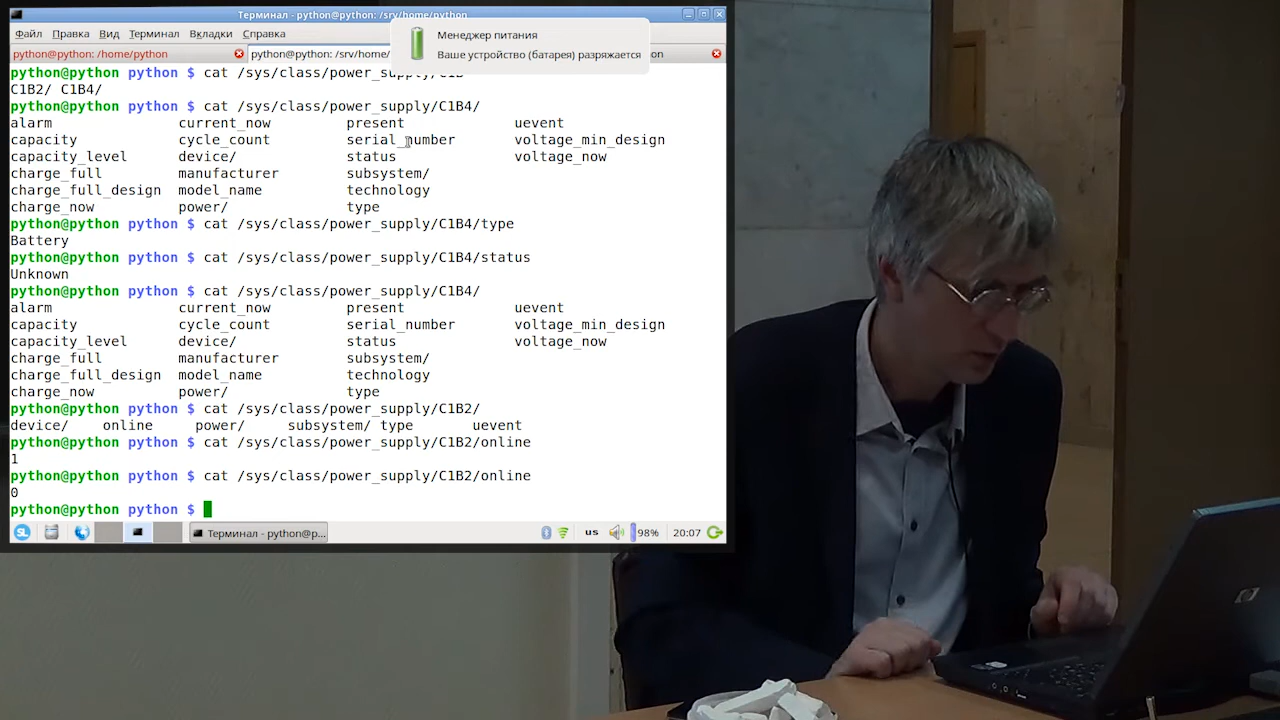 Терминал - python@python: /srv/home/python
Файл Правка Вид Терминал Вкладки Справка
Менеджер питания
Ваше устройство (батарея) разряжается
python@python: /home/python
python@python: /srv/home/
on
python@python python $ cat /sys/class/power_supply/C1B
C1B2/ C1B4/
python@python python $ cat /sys/class/power_supply/C1B4/
alarm current_now present uevent
capacity cycle_count serial_number voltage_min_design
capacity_level device/ status voltage_now
charge_full manufacturer subsystem/
charge_full_design model_name technology
charge_now power/ type
python@python python $ cat /sys/class/power_supply/C1B4/type
Battery
python@python python $ cat /sys/class/power_supply/C1B4/status
Unknown
python@python python $ cat /sys/class/power_supply/C1B4/
alarm current_now present uevent
capacity cycle_count serial_number voltage_min_design
capacity_level device/ status voltage_now
charge_full manufacturer subsystem/
charge_full_design model_name technology
charge_now power/ type
python@python python $ cat /sys/class/power_supply/C1B2/
device/ online power/ subsystem/ type uevent
python@python python $ cat /sys/class/power_supply/C1B2/online
1
python@python python $ cat /sys/class/power_supply/C1B2/online
0
python@python python $
Терминал - python@p... us 98% 20:07
hp